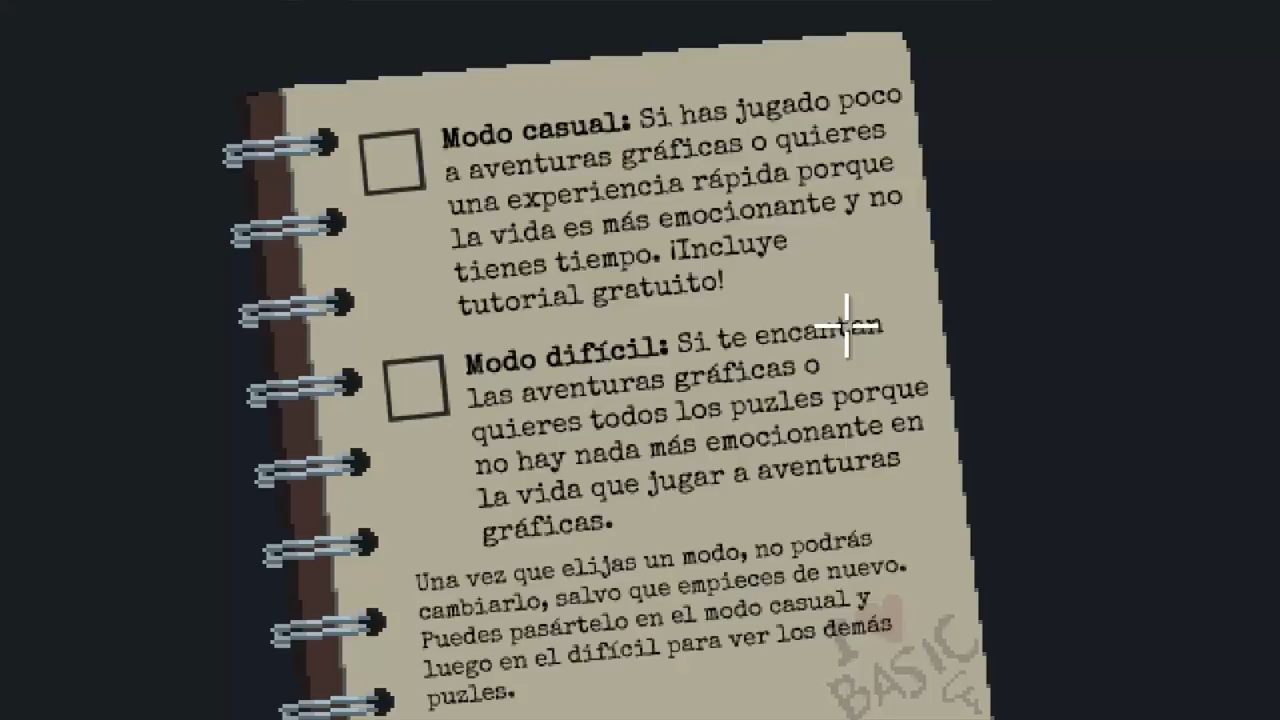 Modo casual: Si has jugado poco
a aventuras gráficas o quieres
una experiencia rápida porque
la vida es más emocionante y no
tienes tiempo. ¡Incluye
tutorial gratuito!
Modo difícil: Si te encantan
las aventuras gráficas o
quieres todos los puzles porque
no hay nada más emocionante en
la vida que jugar a aventuras
gráficas.
Una vez que elijas un modo, no podrás
cambiarlo, salvo que empieces de nuevo.
Puedes pasártelo en el modo casual y
luego en el difícil para ver los demás
puzles.
I ♥
BASIC